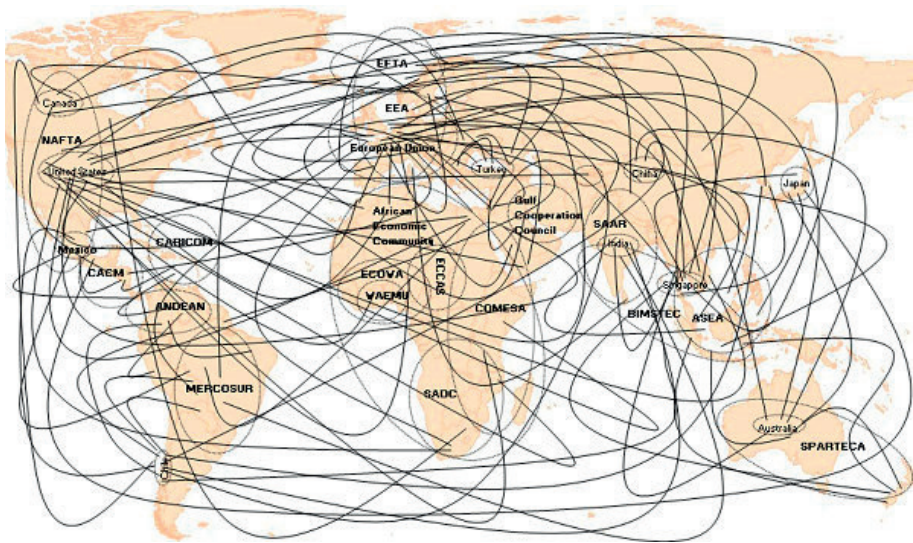 EFTA
Canada
EEA
NAFTA
European Union
United States
Turkey
China
Japan
African
Economic
Community
Gulf
Cooperation
Council
SAAR
India
Mexico
CARICOM
CACM
ECOWA
ECCAS
Singapore
WAEMU
ANDEAN
COMESA
BIMSTEC
ASEA
MERCOSUR
SADC
Australia
SPARTECA
Chile